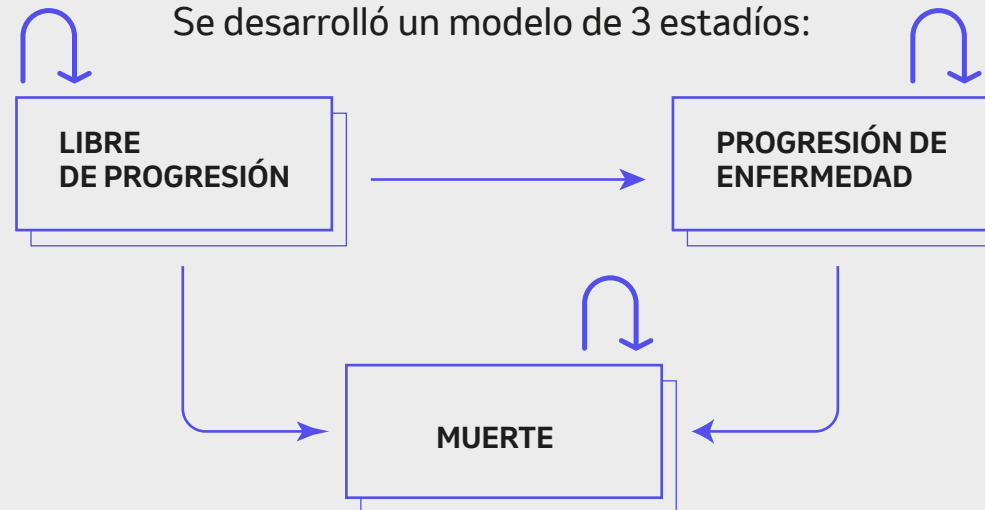 Se desarrolló un modelo de 3 estadíos:
LIBRE
DE PROGRESIÓN
PROGRESIÓN DE
ENFERMEDAD
MUERTE